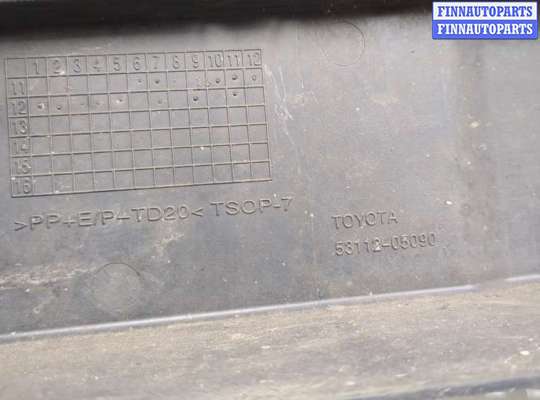 FINNAUTOPARTS
FINNAUTOPARTS
1 2 3 4 5 6 7 8 9 10 11 12
11
12
13
14
15
16
>PP+E/P-TD20< TSOP-7
TOYOTA
53112-05090